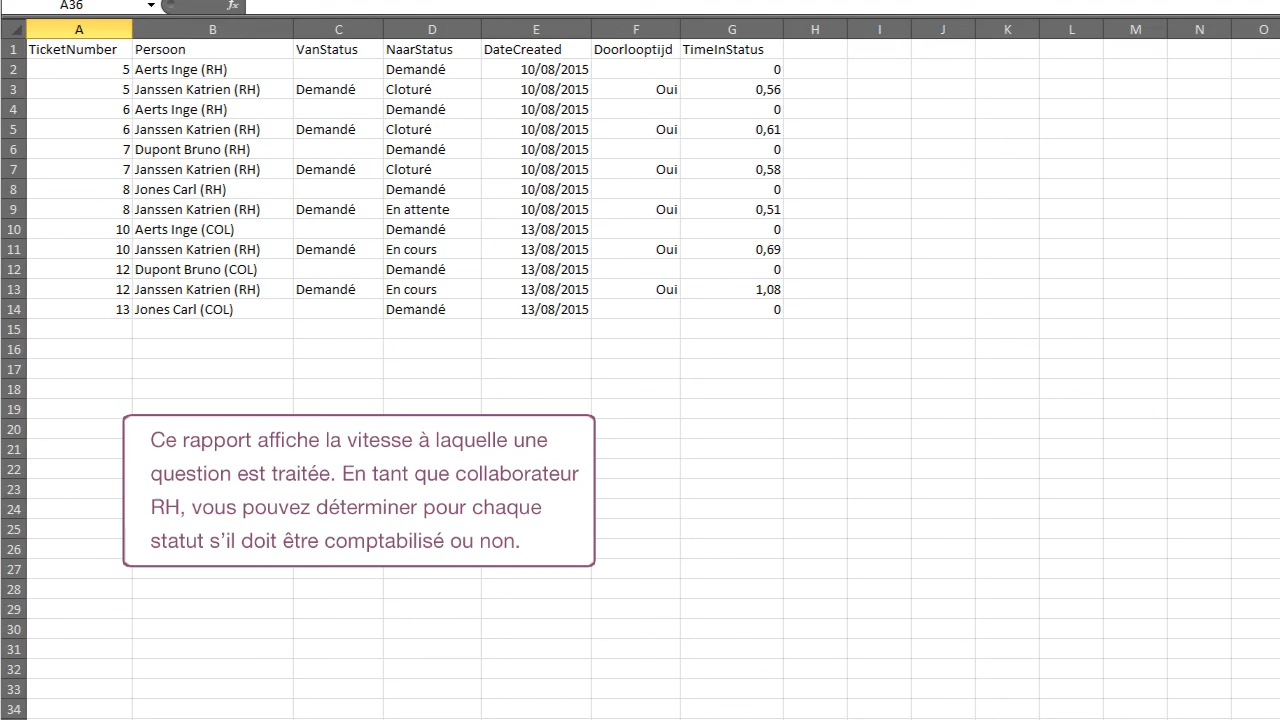 A36 fx
A B C D E F G H I J K L M N O
1 TicketNumber Persoon VanStatus NaarStatus DateCreated Doorlooptijd TimeInStatus
2 5 Aerts Inge (RH) Demandé 10/08/2015 0
3 5 Janssen Katrien (RH) Demandé Cloturé 10/08/2015 Oui 0,56
4 6 Aerts Inge (RH) Demandé 10/08/2015 0
5 6 Janssen Katrien (RH) Demandé Cloturé 10/08/2015 Oui 0,61
6 7 Dupont Bruno (RH) Demandé 10/08/2015 0
7 7 Janssen Katrien (RH) Demandé Cloturé 10/08/2015 Oui 0,58
8 8 Jones Carl (RH) Demandé 10/08/2015 0
9 8 Janssen Katrien (RH) Demandé En attente 10/08/2015 Oui 0,51
10 10 Aerts Inge (COL) Demandé 13/08/2015 0
11 10 Janssen Katrien (RH) Demandé En cours 13/08/2015 Oui 0,69
12 12 Dupont Bruno (COL) Demandé 13/08/2015 0
13 12 Janssen Katrien (RH) Demandé En cours 13/08/2015 Oui 1,08
14 13 Jones Carl (COL) Demandé 13/08/2015 0
15
16
17
18
19
20
21
22
23
24
25
26
27
28
29
30
31
32
33
34
Ce rapport affiche la vitesse à laquelle une
question est traitée. En tant que collaborateur
RH, vous pouvez déterminer pour chaque
statut s’il doit être comptabilisé ou non.